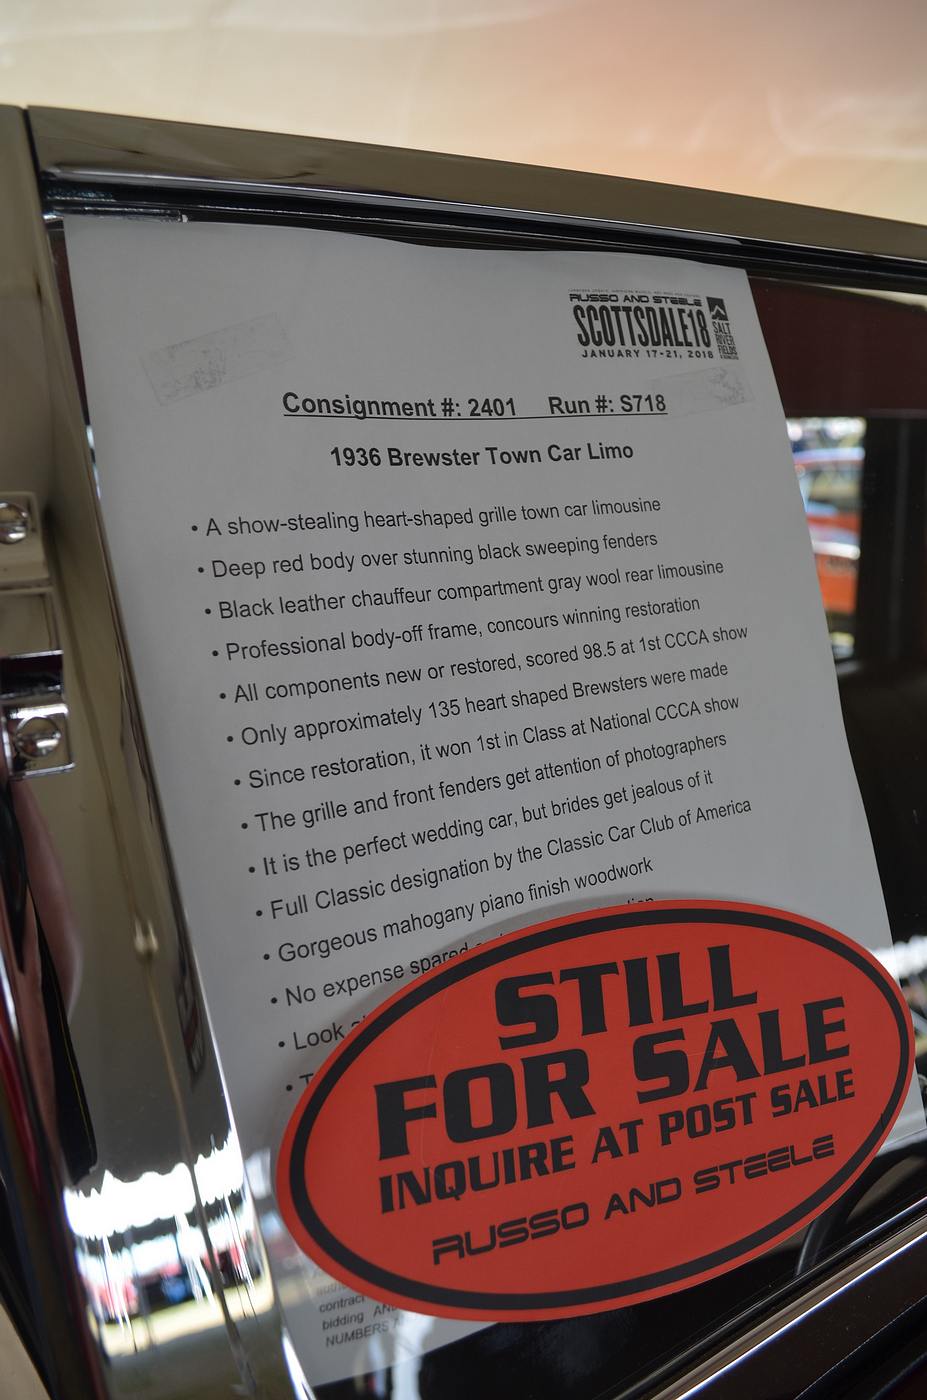 RUSSO AND STEELE
SCOTTSDALE18
JANUARY 17-21, 2018
SALT
RIVER
FIELDS
Consignment #: 2401 Run #: S718
1936 Brewster Town Car Limo
• A show-stealing heart-shaped grille town car limousine
• Deep red body over stunning black sweeping fenders
• Black leather chauffeur compartment gray wool rear limousine
• Professional body-off frame, concours winning restoration
• All components new or restored, scored 98.5 at 1st CCCA show
• Only approximately 135 heart shaped Brewsters were made
• Since restoration, it won 1st in Class at National CCCA show
• The grille and front fenders get attention of photographers
• It is the perfect wedding car, but brides get jealous of it
• Full Classic designation by the Classic Car Club of America
• Gorgeous mahogany piano finish woodwork
• No expense spared
• Look
STILL
FOR SALE
INQUIRE AT POST SALE
RUSSO AND STEELE
contract
bidding
NUMBERS